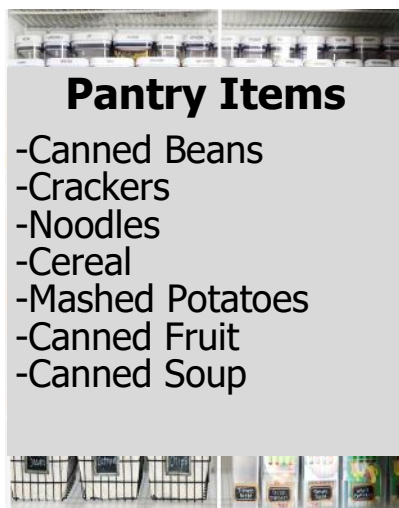 Pantry Items
-Canned Beans
-Crackers
-Noodles
-Cereal
-Mashed Potatoes
-Canned Fruit
-Canned Soup